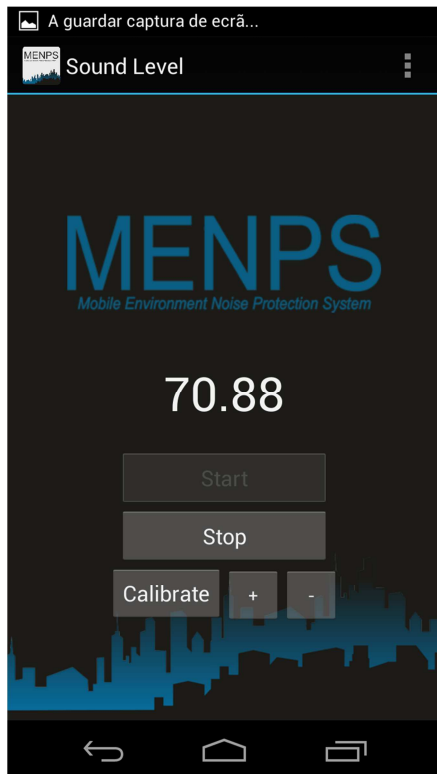 A guardar captura de ecrã...
MENPS
Sound Level
MENPS
Mobile Environment Noise Protection System
70.88
Start
Stop
Calibrate + -